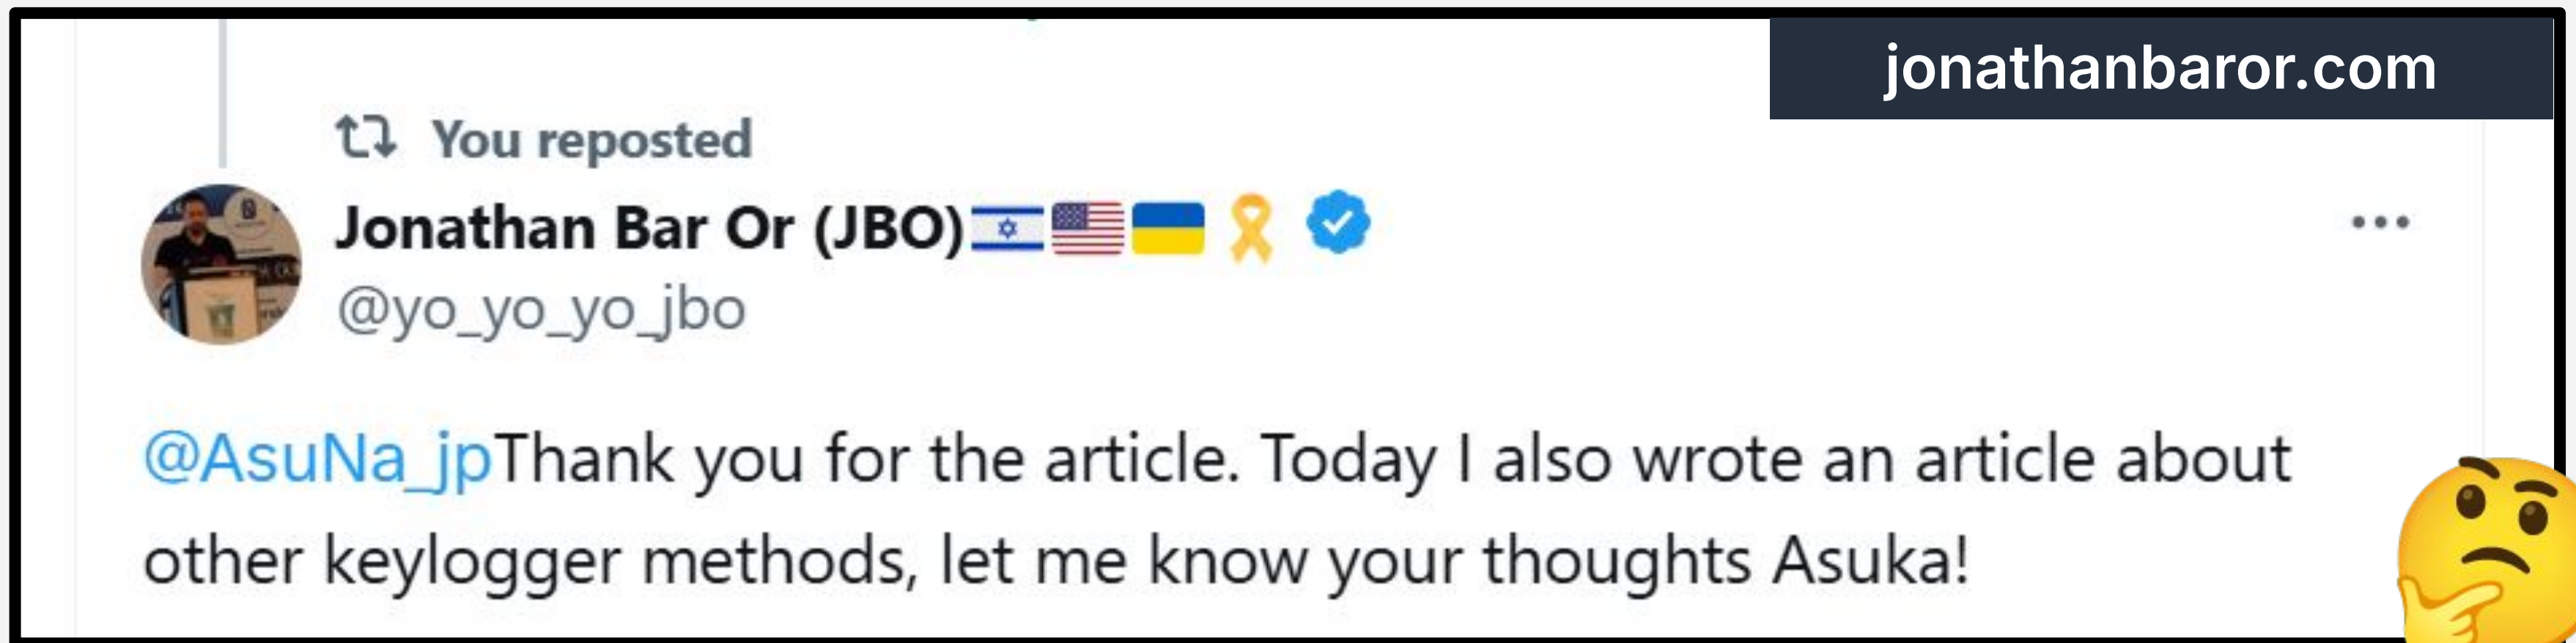 jonathanbaror.com
You reposted
Jonathan Bar Or (JBO)🇮🇱🇺🇸🇺🇦🎗️
@yo_yo_yo_jbo
@AsuNa_jpThank you for the article. Today I also wrote an article about
other keylogger methods, let me know your thoughts Asuka!